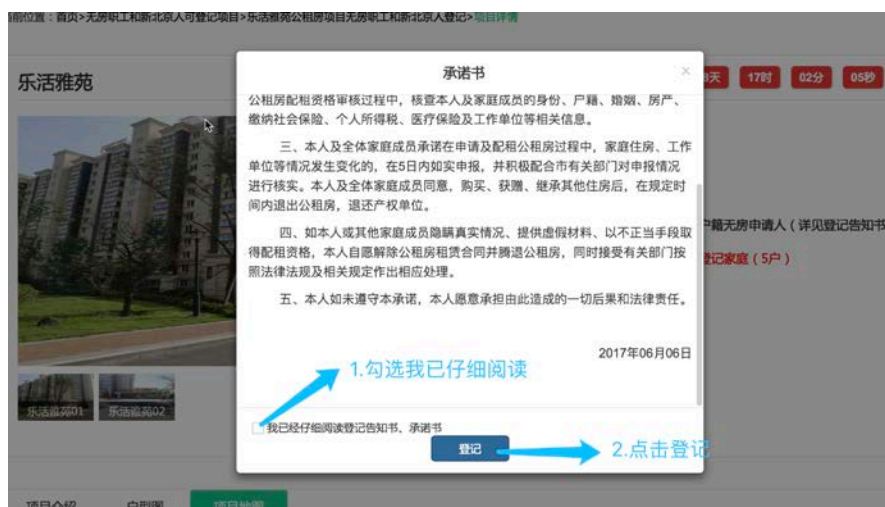 前位置：首页>无房职工和新北京人可登记项目>乐活雅苑公租房项目无房职工和新北京人登记>项目详情
乐活雅苑
承诺书
×
天 17时 02分 05秒
公租房配租资格审核过程中，核查本人及家庭成员的身份、户籍、婚姻、房产、
缴纳社会保险、个人所得税、医疗保险及工作单位等相关信息。
三、本人及全体家庭成员承诺在申请及配租公租房过程中，家庭住房、工作
单位等情况发生变化的，在5日内如实申报，并积极配合市有关部门对申报情况
进行核实。本人及全体家庭成员同意，购买、获赠、继承其他住房后，在规定时
间内退出公租房，退还产权单位。
户籍无房申请人（详见登记告知书
四、如本人或其他家庭成员隐瞒真实情况、提供虚假材料、以不正当手段取
得配租资格，本人自愿解除公租房租赁合同并腾退公租房，同时接受有关部门按
照法律法规及相关规定作出相应处理。
登记家庭（5户）
五、本人如未遵守本承诺，本人愿意承担由此造成的一切后果和法律责任。
2017年06月06日
1.勾选我已仔细阅读
乐活雅苑01 乐活雅苑02
我已经仔细阅读登记告知书、承诺书
登记
2.点击登记
项目介绍 户型图 项目地图